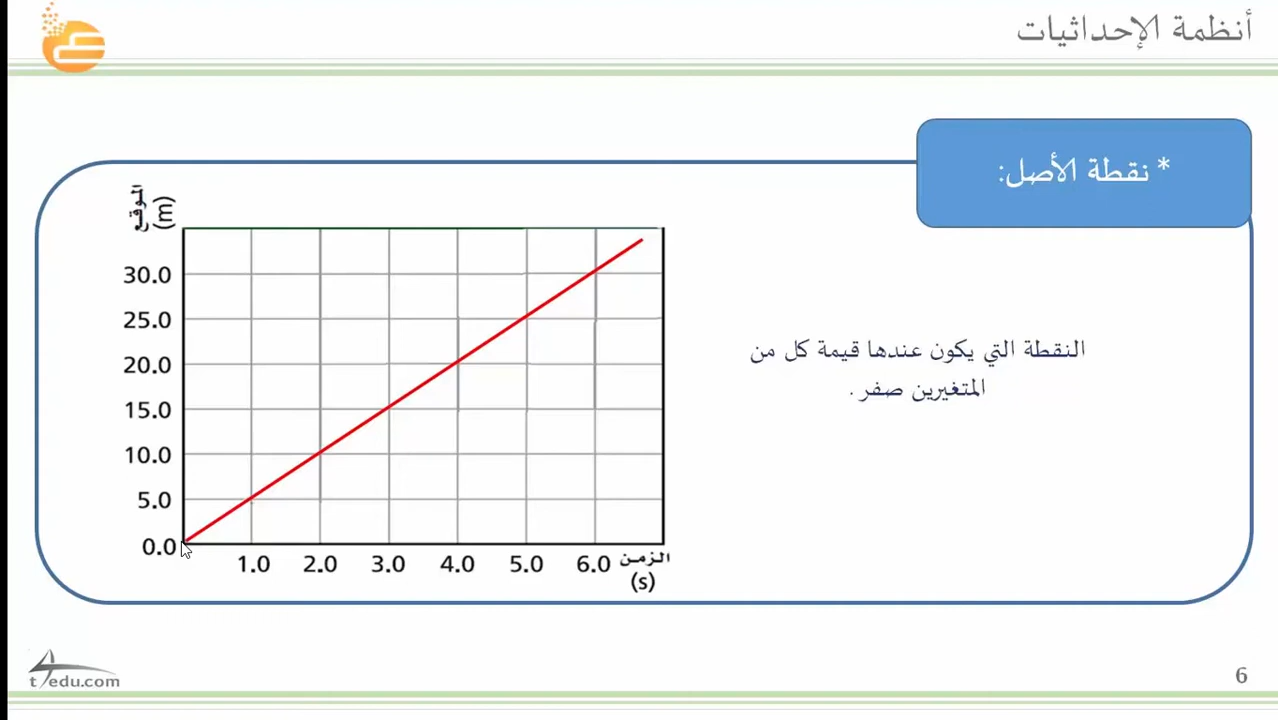 أنظمة الإحداثيات
* نقطة الأصل:
النقطة التي يكون عندها قيمة كل من
المتغيرين صفر .
الموقع
(m)
30.0
25.0
20.0
15.0
10.0
5.0
0.0
1.0 2.0 3.0 4.0 5.0 6.0 الزمن
(s)
t4edu.com
6